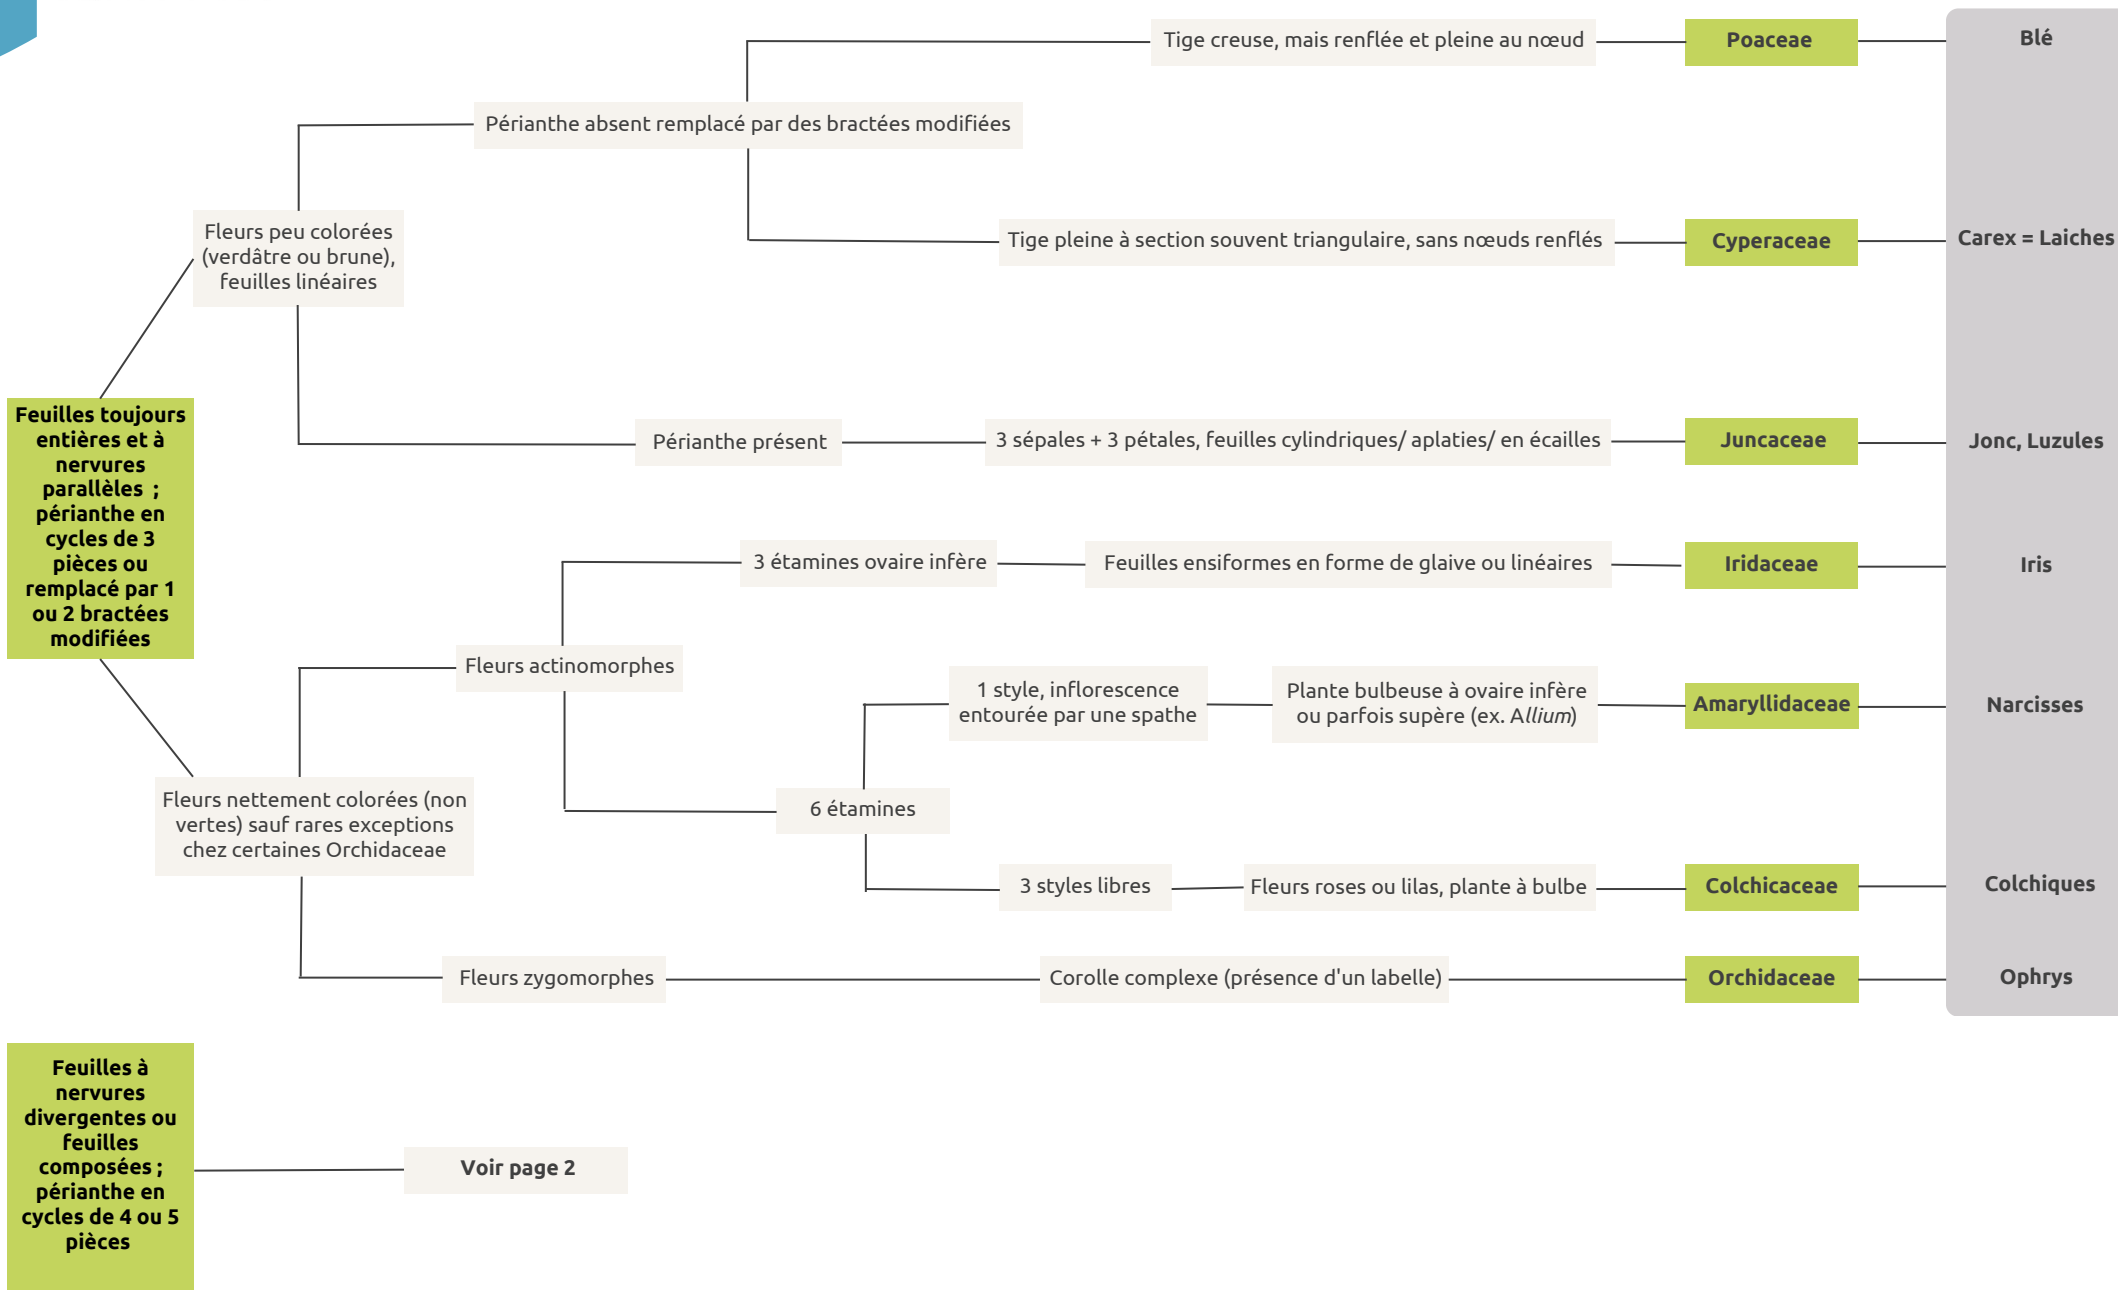 Tige creuse, mais renflée et pleine au nœud
Poaceae
Blé
Périanthe absent remplacé par des bractées modifiées
Fleurs peu colorées
(verdâtre ou brune),
feuilles linéaires
Tige pleine à section souvent triangulaire, sans nœuds renflés
Cyperaceae
Carex = Laiches
Feuilles toujours
entières et à
nervures
parallèles ;
périanthe en
cycles de 3
pièces ou
remplacé par 1
ou 2 bractées
modifiées
Périanthe présent
3 sépales + 3 pétales, feuilles cylindriques/ aplaties/ en écailles
Juncaceae
Jonc, Luzules
3 étamines ovaire infère
Feuilles ensiformes en forme de glaive ou linéaires
Iridaceae
Iris
Fleurs actinomorphes
1 style, inflorescence
entourée par une spathe
Plante bulbeuse à ovaire infère
ou parfois supère (ex. Allium)
Amaryllidaceae
Narcisses
Fleurs nettement colorées (non
vertes) sauf rares exceptions
chez certaines Orchidaceae
6 étamines
3 styles libres
Fleurs roses ou lilas, plante à bulbe
Colchicaceae
Colchiques
Fleurs zygomorphes
Corolle complexe (présence d'un labelle)
Orchidaceae
Ophrys
Feuilles à
nervures
divergentes ou
feuilles
composées ;
périanthe en
cycles de 4 ou 5
pièces
Voir page 2